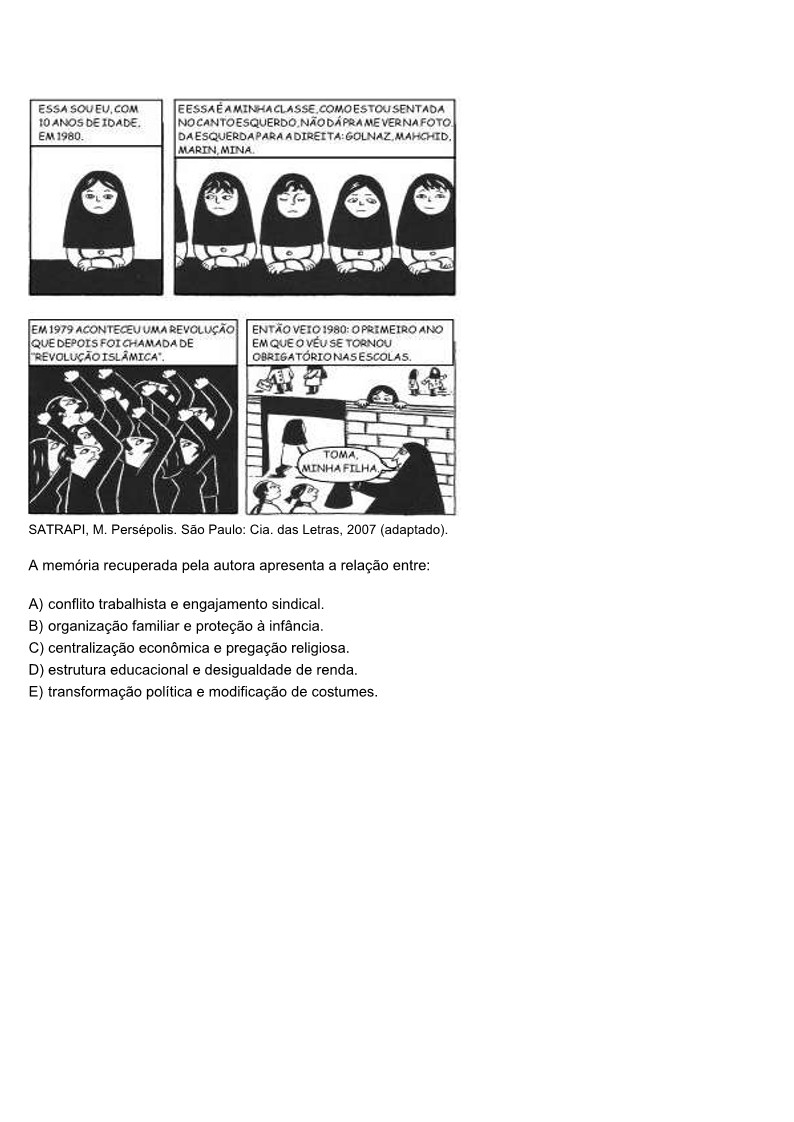 ESSA SOU EU, COM
10 ANOS DE IDADE,
EM 1980.
E ESSA É A MINHA CLASSE, COMO ESTOU SENTADA
NO CANTO ESQUERDO, NÃO DÁ PRA ME VER NA FOTO.
DA ESQUERDA PARA A DIREITA: GOLNAZ, MAHCHID,
MARIN, MINA.
EM 1979 ACONTECEU UMA REVOLUÇÃO
QUE DEPOIS FOI CHAMADA DE
"REVOLUÇÃO ISLÂMICA".
ENTÃO VEIO 1980: O PRIMEIRO ANO
EM QUE O VÉU SE TORNOU
OBRIGATÓRIO NAS ESCOLAS.
TOMA,
MINHA FILHA.
SATRAPI, M. Persépolis. São Paulo: Cia. das Letras, 2007 (adaptado).
A memória recuperada pela autora apresenta a relação entre:
A) conflito trabalhista e engajamento sindical.
B) organização familiar e proteção à infância.
C) centralização econômica e pregação religiosa.
D) estrutura educacional e desigualdade de renda.
E) transformação política e modificação de costumes.